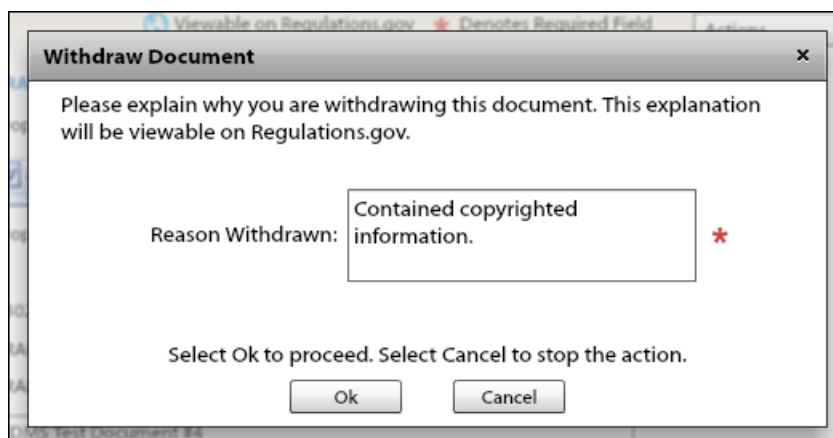 Viewable on Regulations.gov * Denotes Required Field Actions
Withdraw Document ×
Please explain why you are withdrawing this document. This explanation
will be viewable on Regulations.gov.
Reason Withdrawn:
Contained copyrighted
information.
*
Select Ok to proceed. Select Cancel to stop the action.
Ok Cancel
DMS Test Document #4